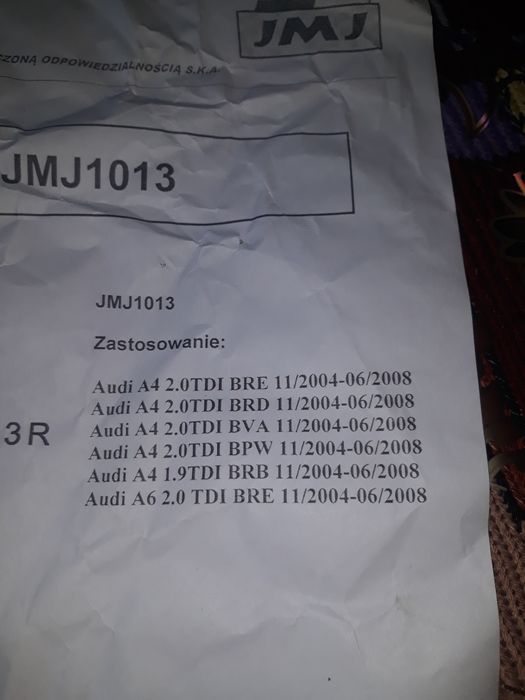 JMJ
ODPOWIEDZIALNOŚCIĄ S.K.A.
JMJ1013
JMJ1013
Zastosowanie:
Audi A4 2.0TDI BRE 11/2004-06/2008
Audi A4 2.0TDI BRD 11/2004-06/2008
3R
Audi A4 2.0TDI BVA 11/2004-06/2008
Audi A4 2.0TDI BPW 11/2004-06/2008
Audi A4 1.9TDI BRB 11/2004-06/2008
Audi A6 2.0 TDI BRE 11/2004-06/2008